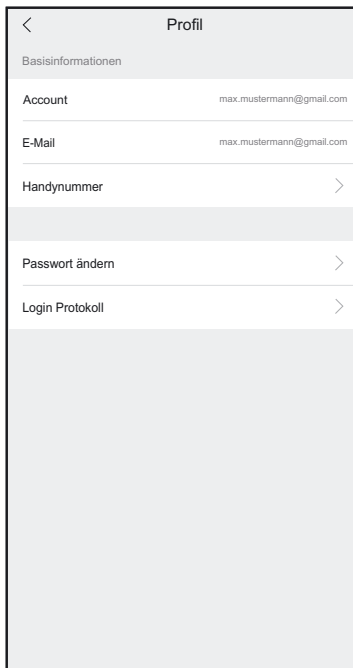 Profil
Basisinformationen
Account max.mustermann@gmail.com
E-Mail max.mustermann@gmail.com
Handynummer
Passwort ändern
Login Protokoll